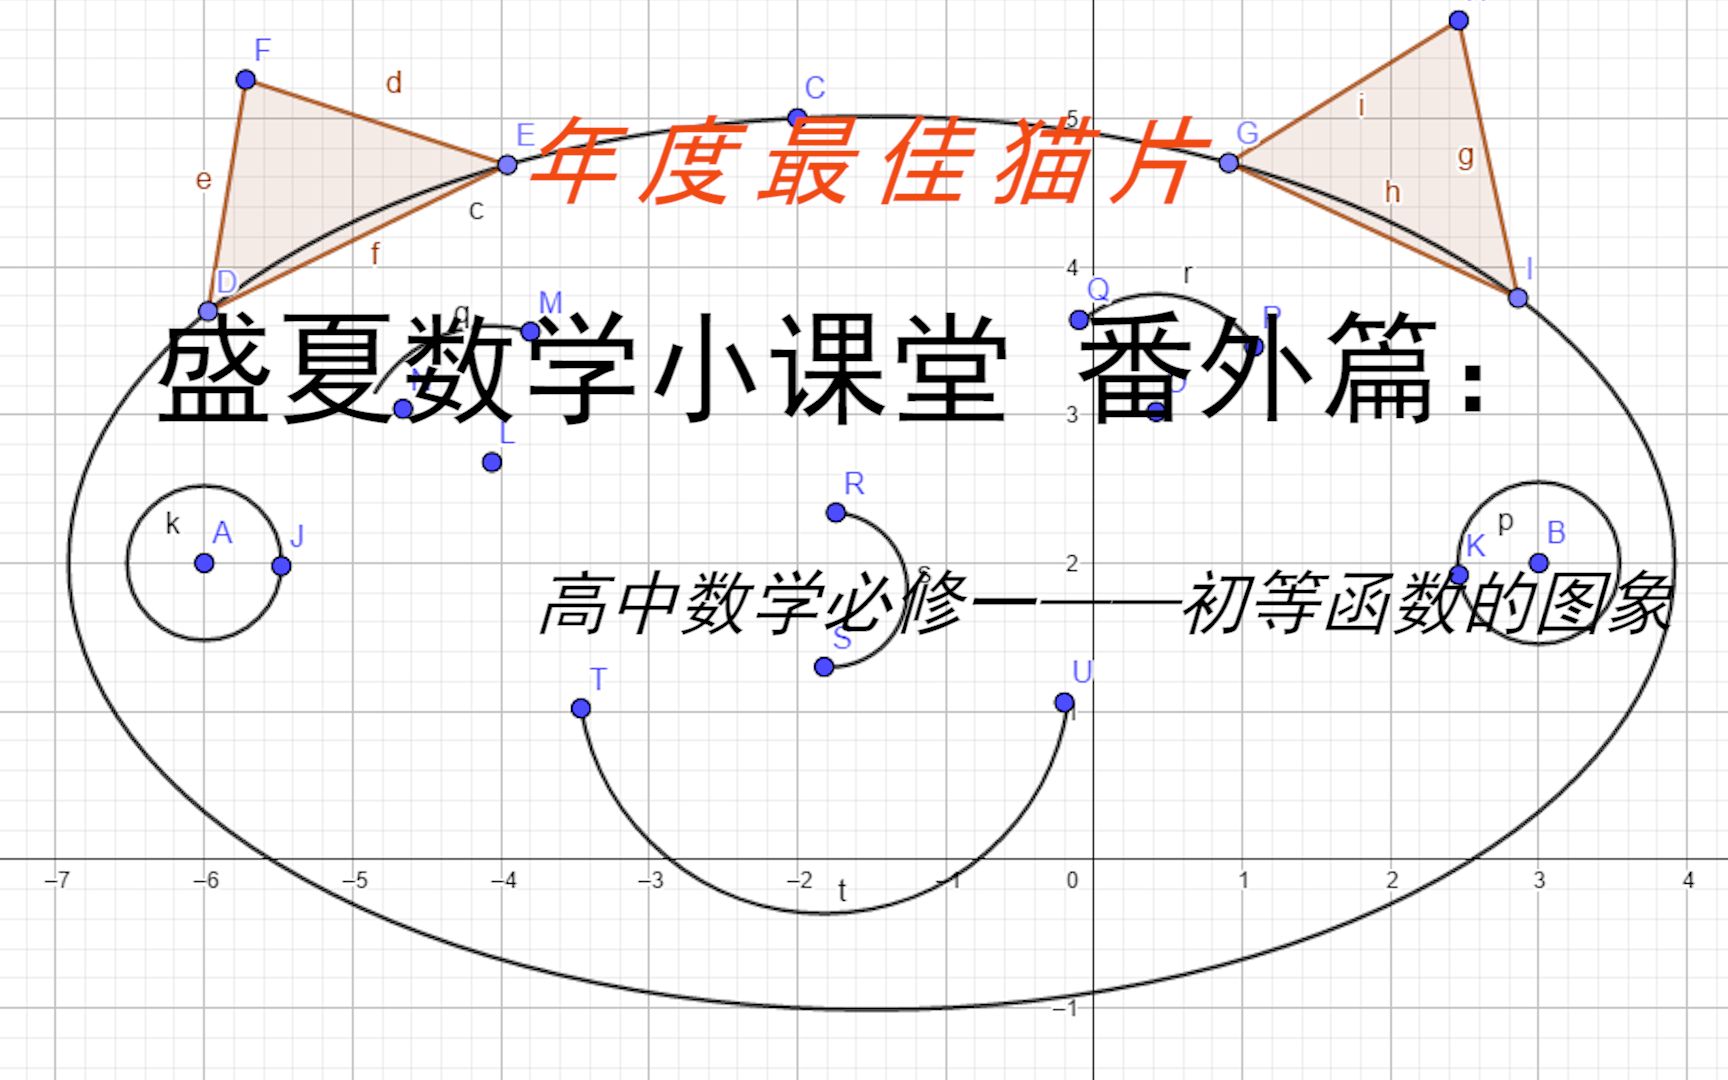 F
d
C
E
5
G
i
g
e
年度最佳猫片
h
c
f
D
4
I
q
M
r
Q
P
盛夏数学小课堂 番外篇：
3
L
R
k
A
J
2
p
K
B
s
高中数学必修一——初等函数的图象
S
T
U
1
–7 –6 –5 –4 –3 –2 –1 0 1 2 3 4
t
–1